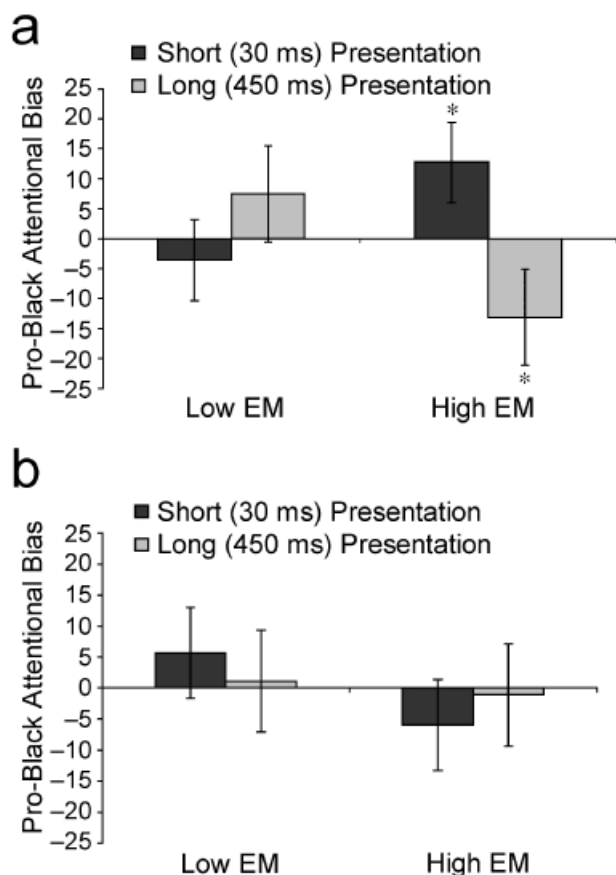 a
Short (30 ms) Presentation
Long (450 ms) Presentation
Pro-Black Attentional Bias
25
20
15
10
5
0
−5
−10
−15
−20
−25
*
*
Low EM
High EM
b
Short (30 ms) Presentation
Long (450 ms) Presentation
Pro-Black Attentional Bias
25
20
15
10
5
0
−5
−10
−15
−20
−25
Low EM
High EM